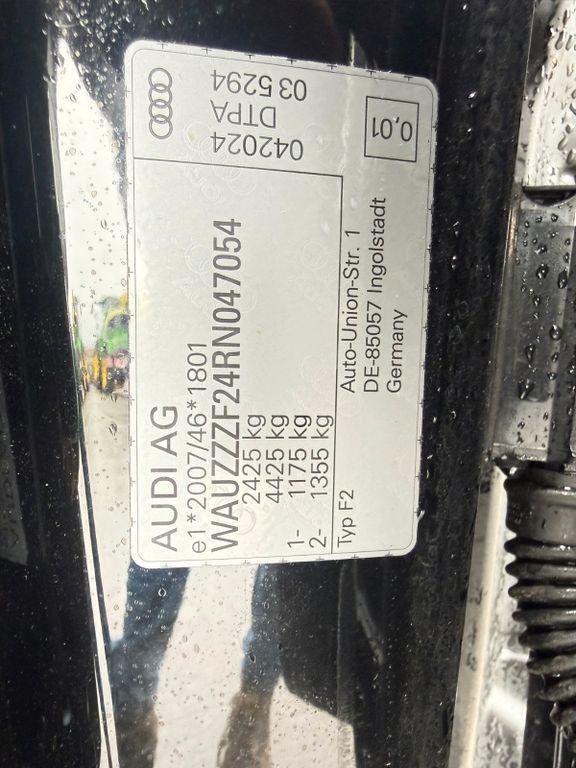 AUDI AG
e1*2007/46*1801
WAUZZZF24RN047054
2425 kg
4425 kg
1- 1175 kg
2- 1355 kg
Typ F2
Auto-Union-Str. 1
DE-85057 Ingolstadt
Germany
042024
DTPA
03 5294
0,01